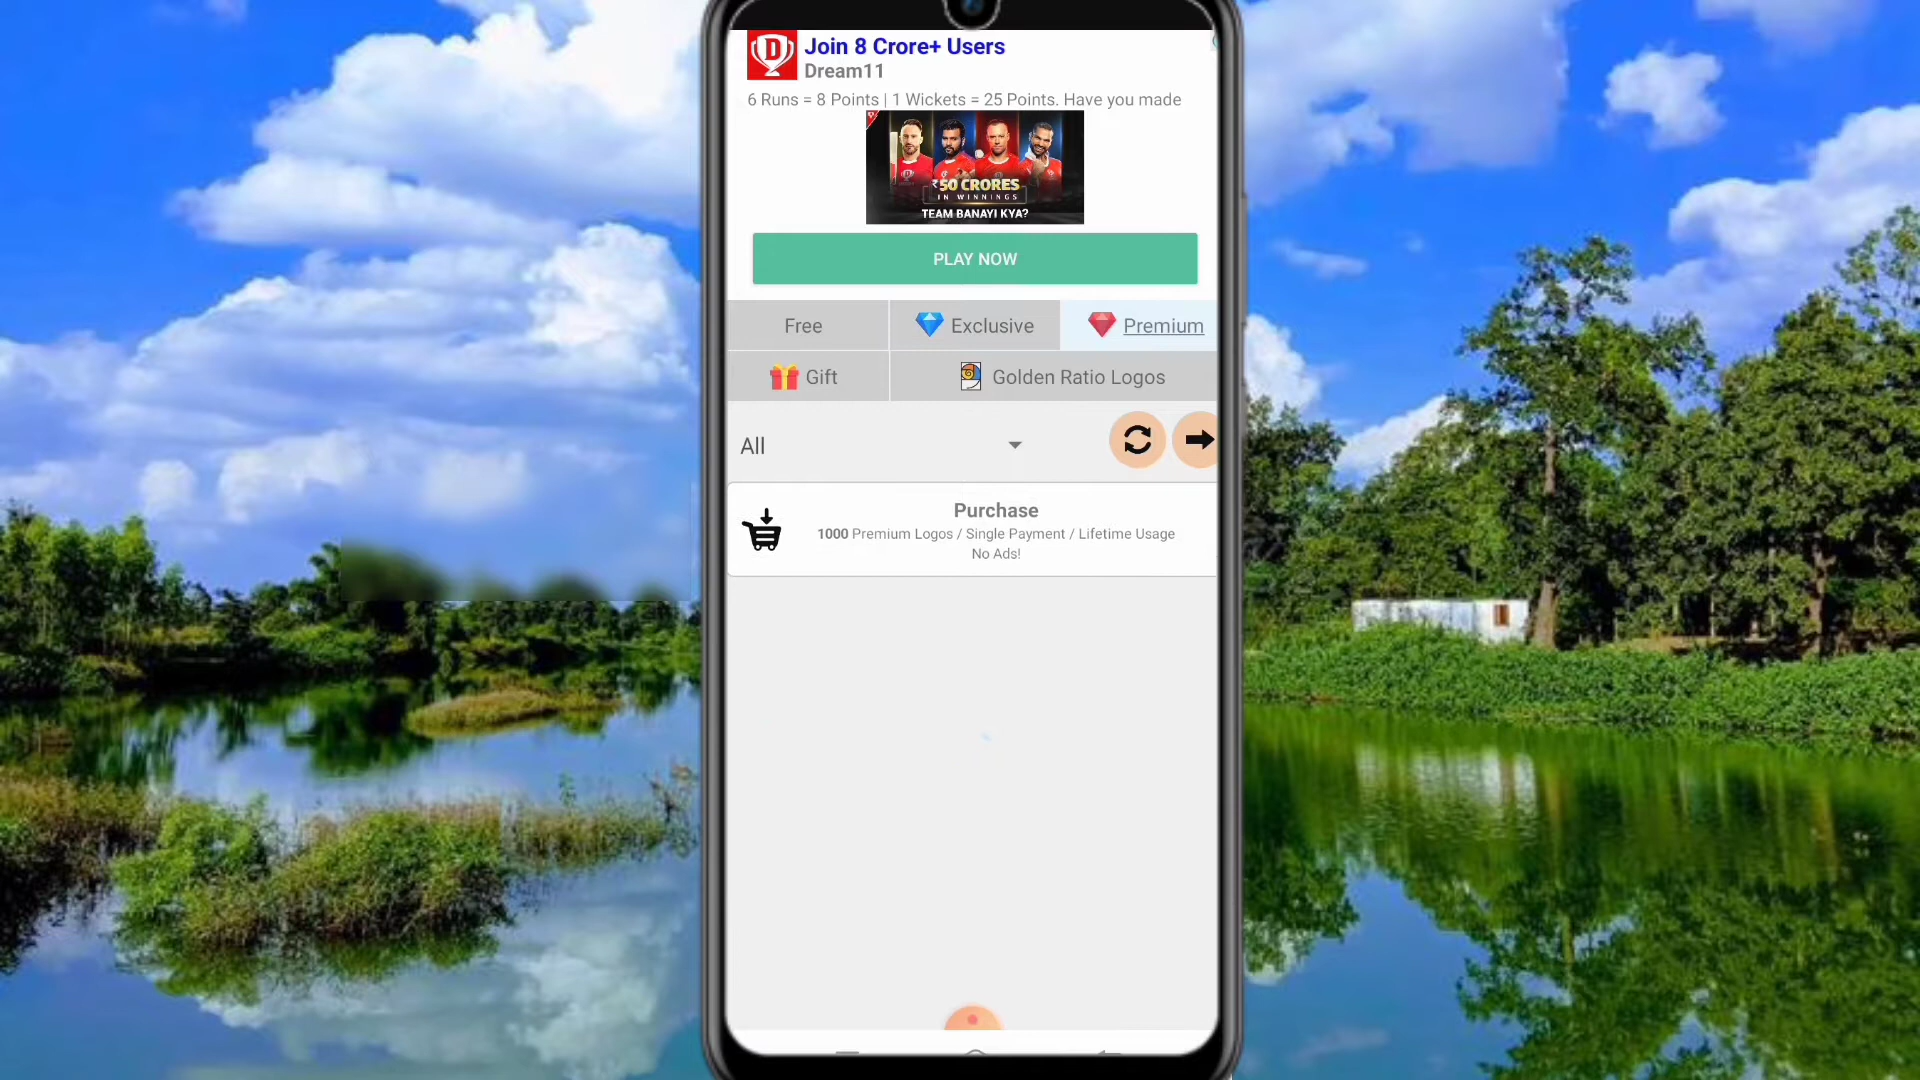 Join 8 Crore+ Users
Dream11
6 Runs = 8 Points | 1 Wickets = 25 Points. Have you made
₹50 CRORES
IN WINNINGS
TEAM BANAYI KYA?
PLAY NOW
Free
Exclusive
Premium
Gift
Golden Ratio Logos
All
Purchase
1000 Premium Logos / Single Payment / Lifetime Usage
No Ads!